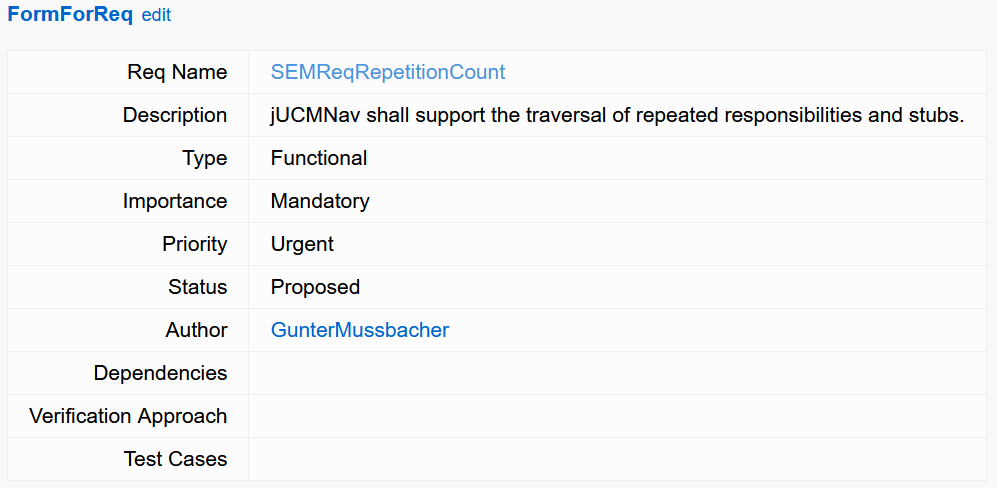 FormForReq edit
Req Name SEMReqRepetitionCount
Description jUCMNav shall support the traversal of repeated responsibilities and stubs.
Type Functional
Importance Mandatory
Priority Urgent
Status Proposed
Author GunterMussbacher
Dependencies
Verification Approach
Test Cases